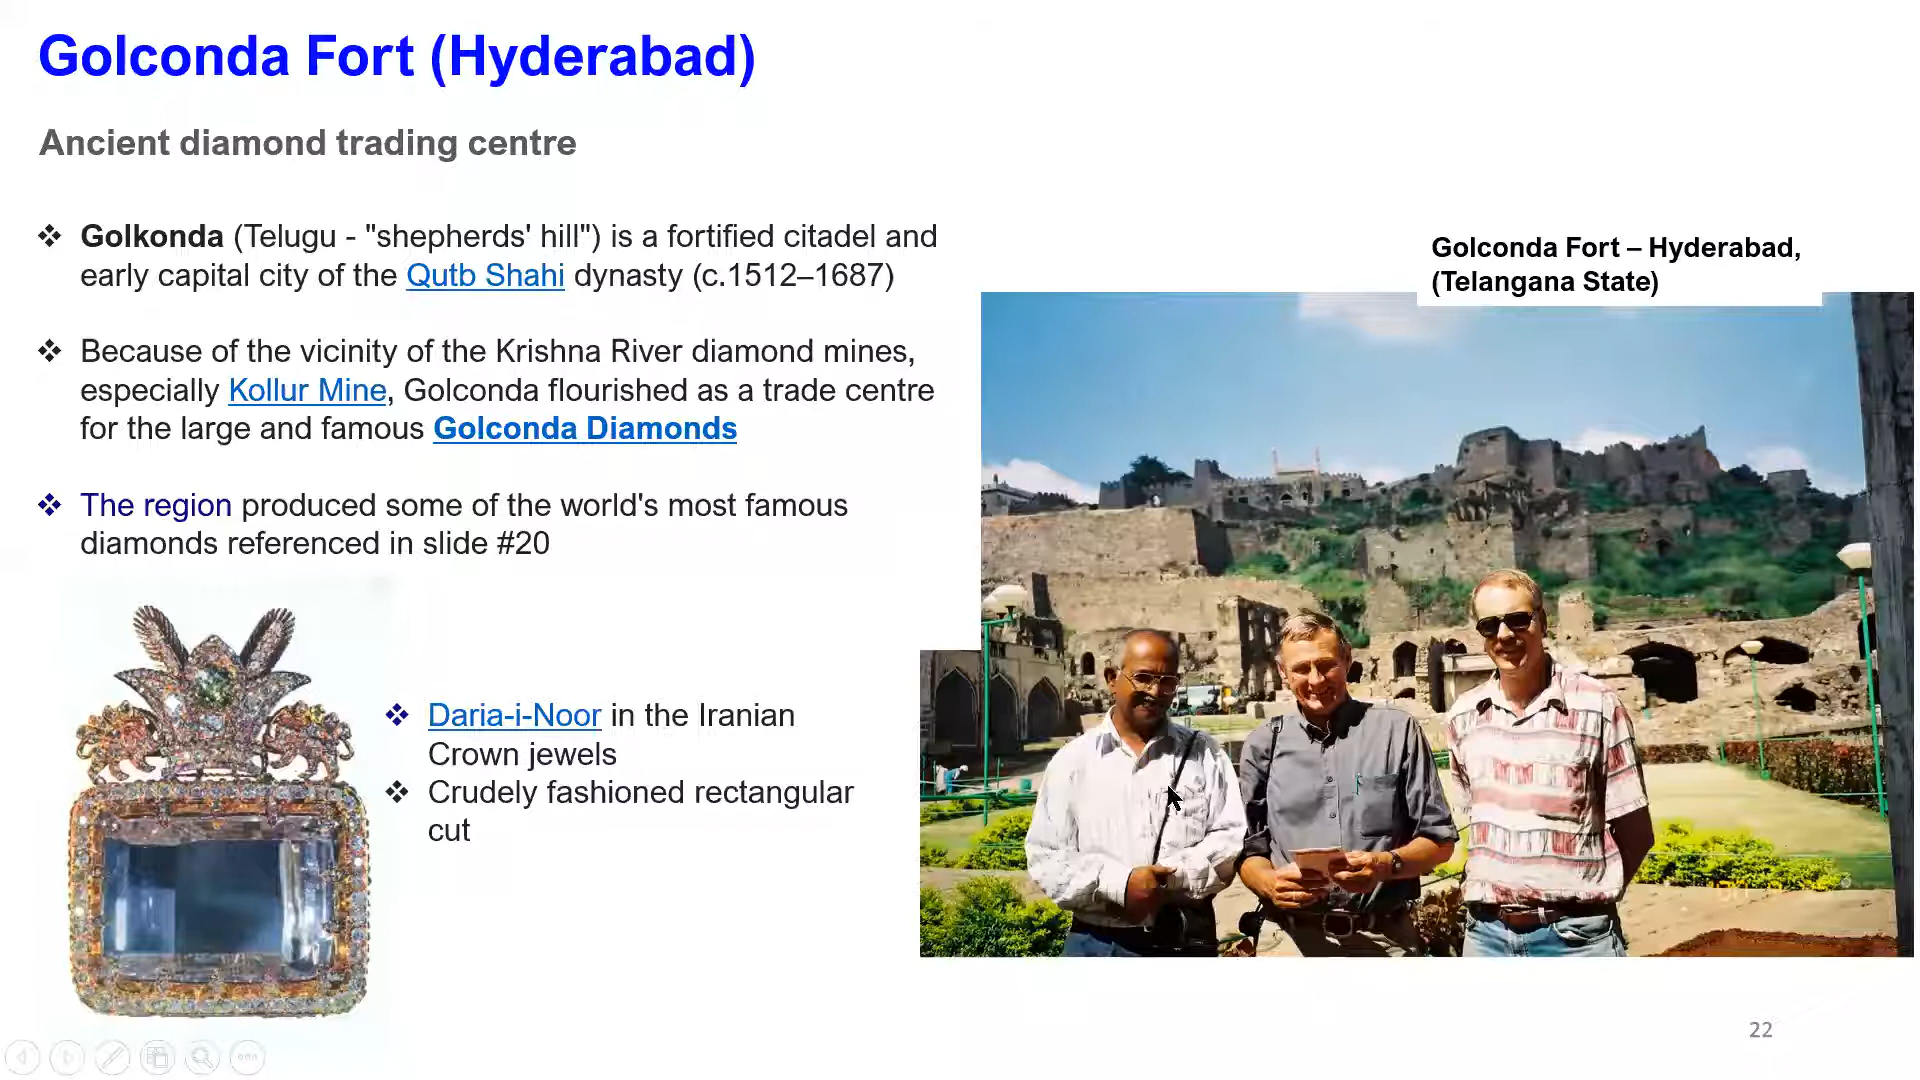 Golconda Fort (Hyderabad)
Ancient diamond trading centre
❖ Golkonda (Telugu - "shepherds' hill") is a fortified citadel and
early capital city of the Qutb Shahi dynasty (c.1512–1687)
❖ Because of the vicinity of the Krishna River diamond mines,
especially Kollur Mine, Golconda flourished as a trade centre
for the large and famous Golconda Diamonds
❖ The region produced some of the world's most famous
diamonds referenced in slide #20
❖ Daria-i-Noor in the Iranian
Crown jewels
❖ Crudely fashioned rectangular
cut
Golconda Fort – Hyderabad,
(Telangana State)
22